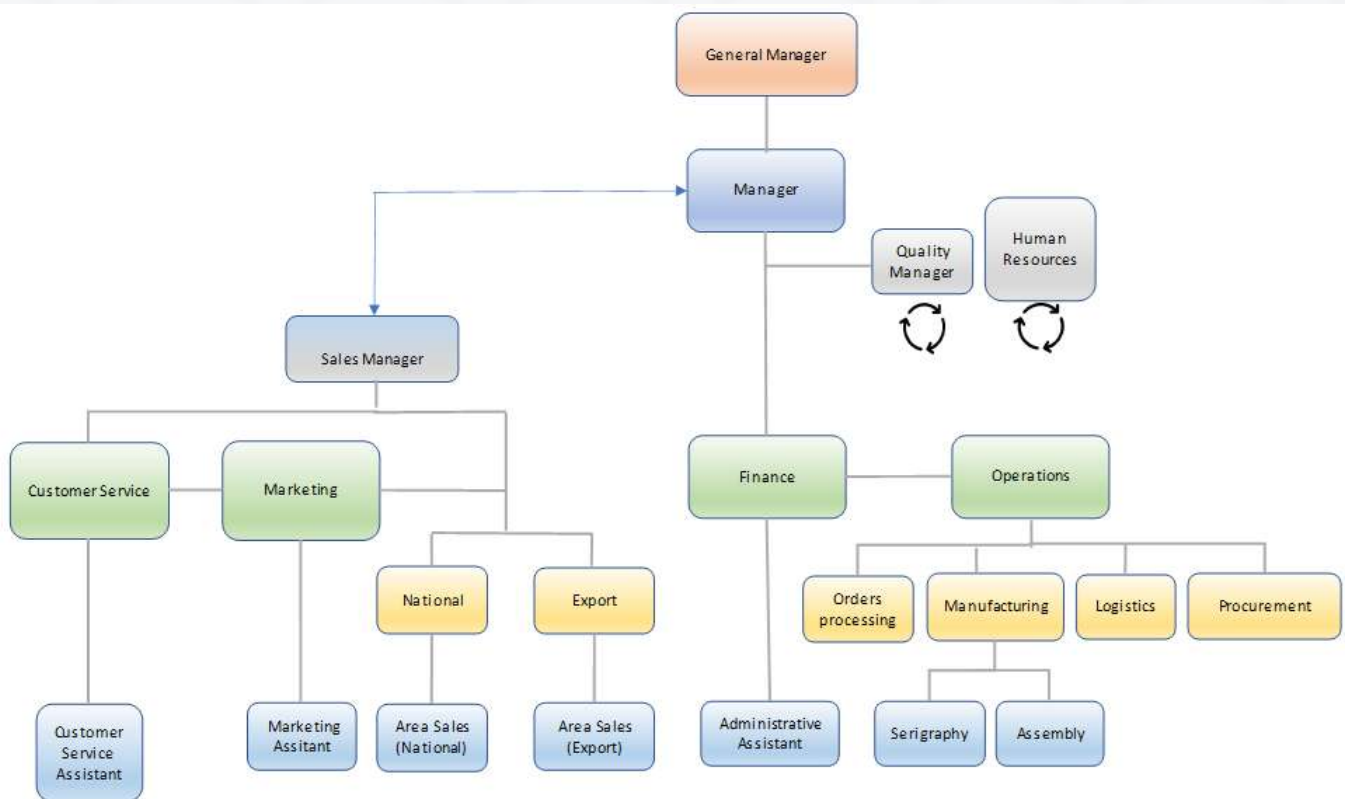 General Manager
Manager
Quality
Manager
Human
Resources
Sales Manager
Customer Service
Marketing
Finance
Operations
National
Export
Orders
processing
Manufacturing
Logistics
Procurement
Customer
Service
Assistant
Marketing
Assitant
Area Sales
(National)
Area Sales
(Export)
Administrative
Assistant
Serigraphy
Assembly